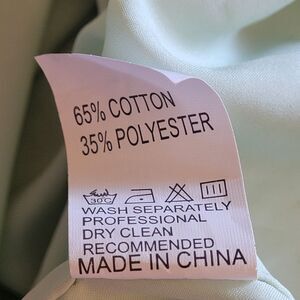 65% COTTON
35% POLYESTER
30°C
WASH SEPARATELY
PROFESSIONAL
DRY CLEAN
RECOMMENDED
MADE IN CHINA